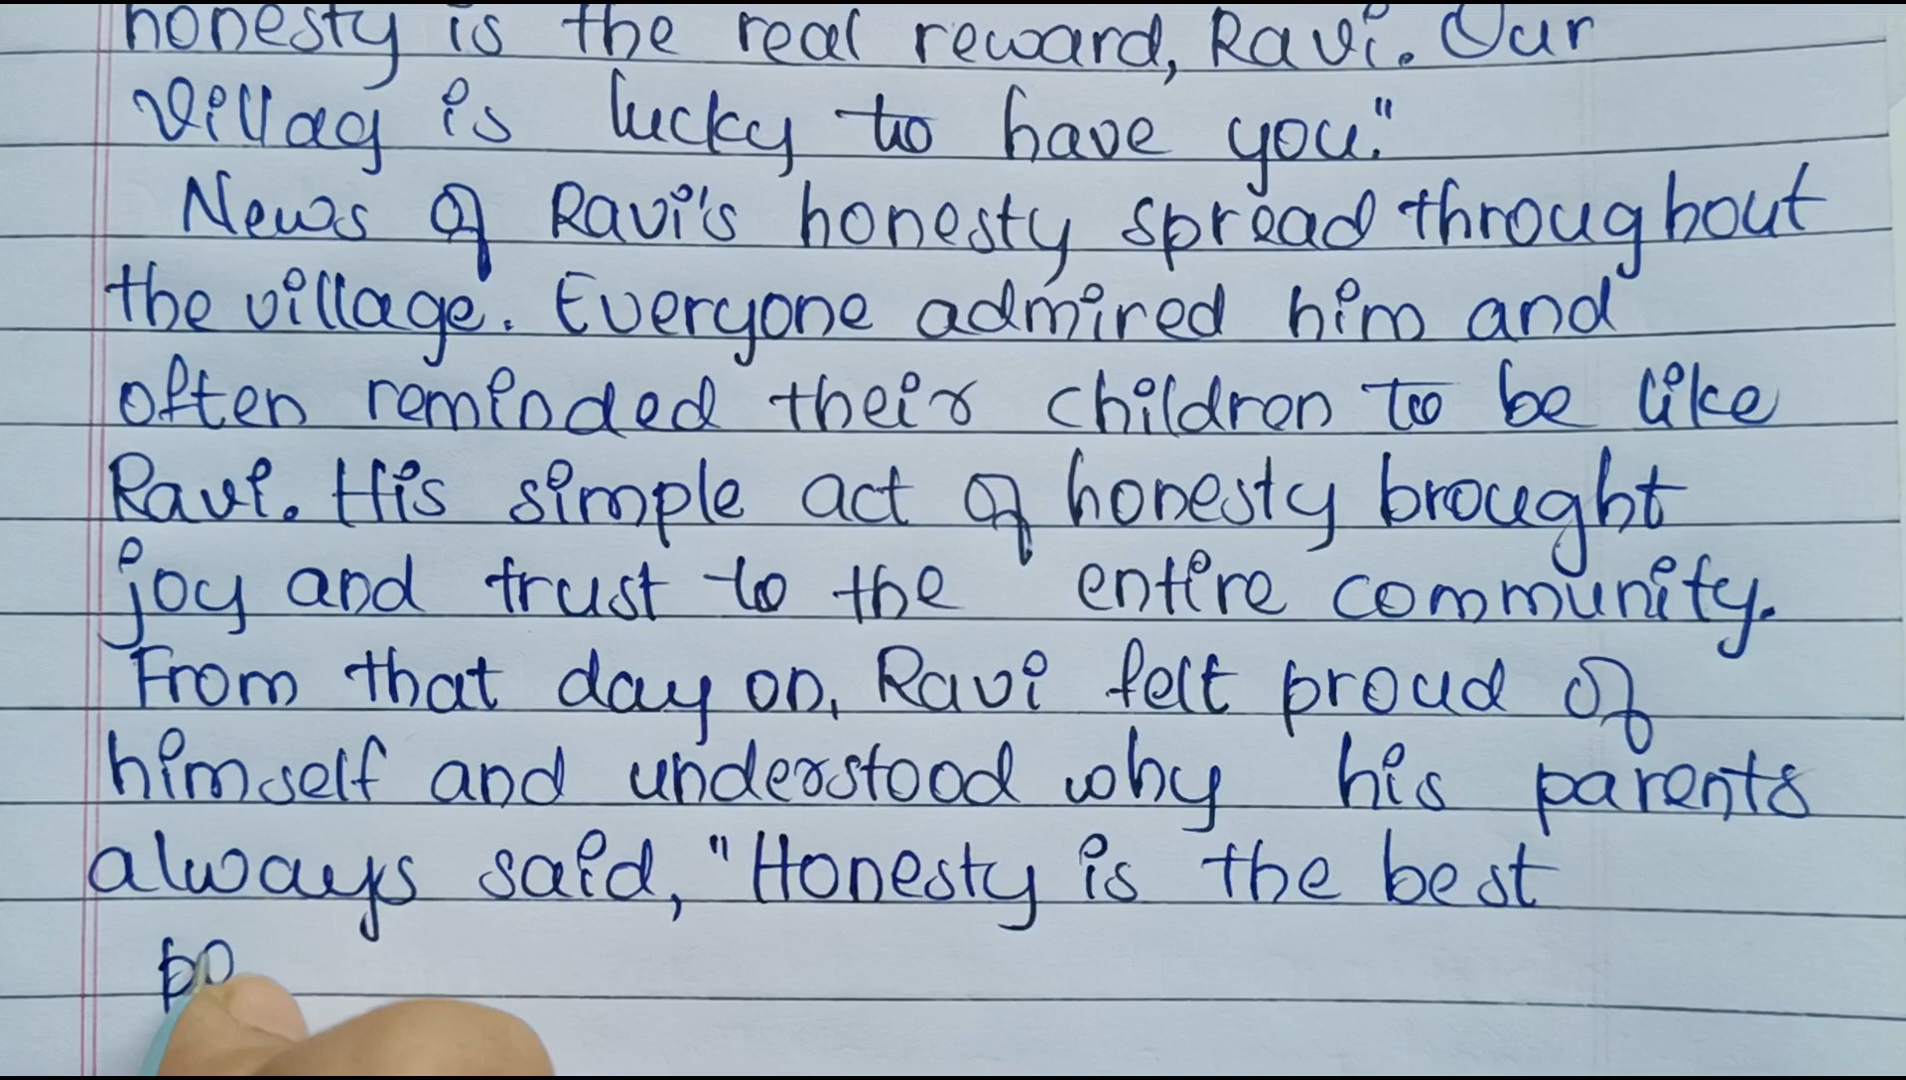 honesty is the real reward, Ravi. Our
Villag is lucky to have you."
News of Ravi's honesty spread throughout
the village. Everyone admired him and
often reminded their children to be like
Ravi. His simple act of honesty brought
joy and trust to the entire community.
From that day on, Ravi felt proud of
himself and understood why his parents
always said, "Honesty is the best
po